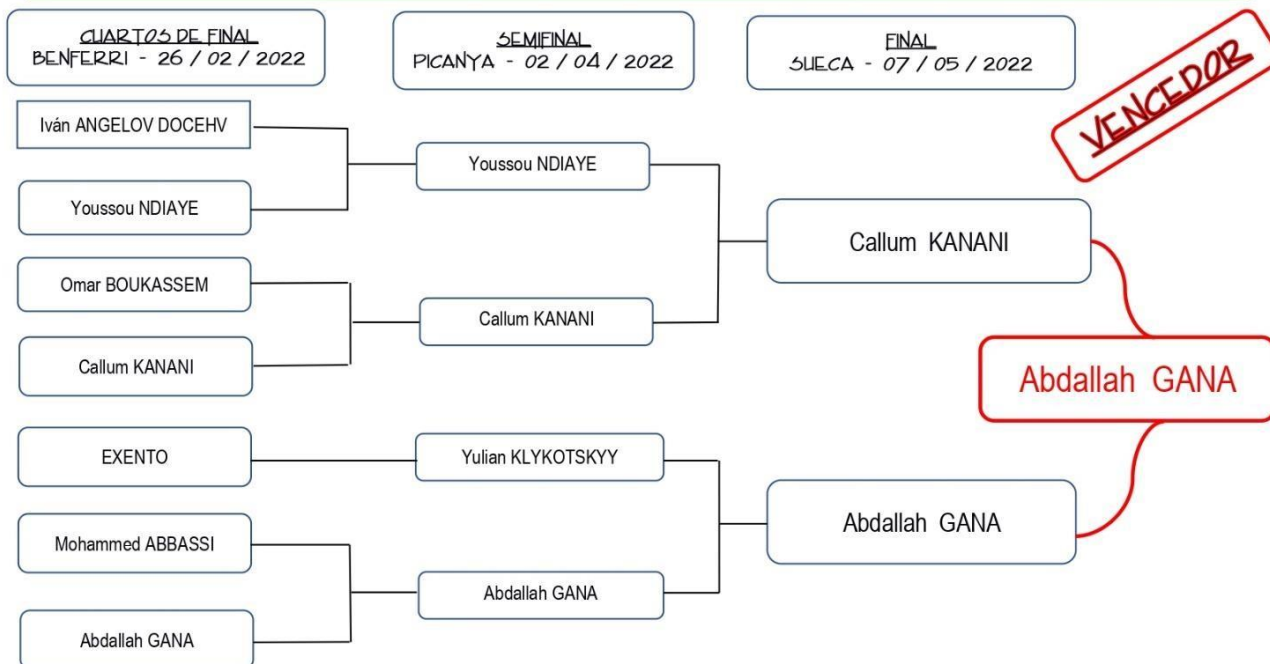 CUARTOS DE FINAL
BENFERRI - 26 / 02 / 2022
SEMIFINAL
PICANYA - 02 / 04 / 2022
FINAL
SUECA - 07 / 05 / 2022
VENCEDOR
Iván ANGELOV DOCEHV
Youssou NDIAYE
Omar BOUKASSEM
Callum KANANI
EXENTO
Mohammed ABBASSI
Abdallah GANA
Youssou NDIAYE
Callum KANANI
Yulian KLYKOTSKYY
Abdallah GANA
Callum KANANI
Abdallah GANA
Abdallah GANA